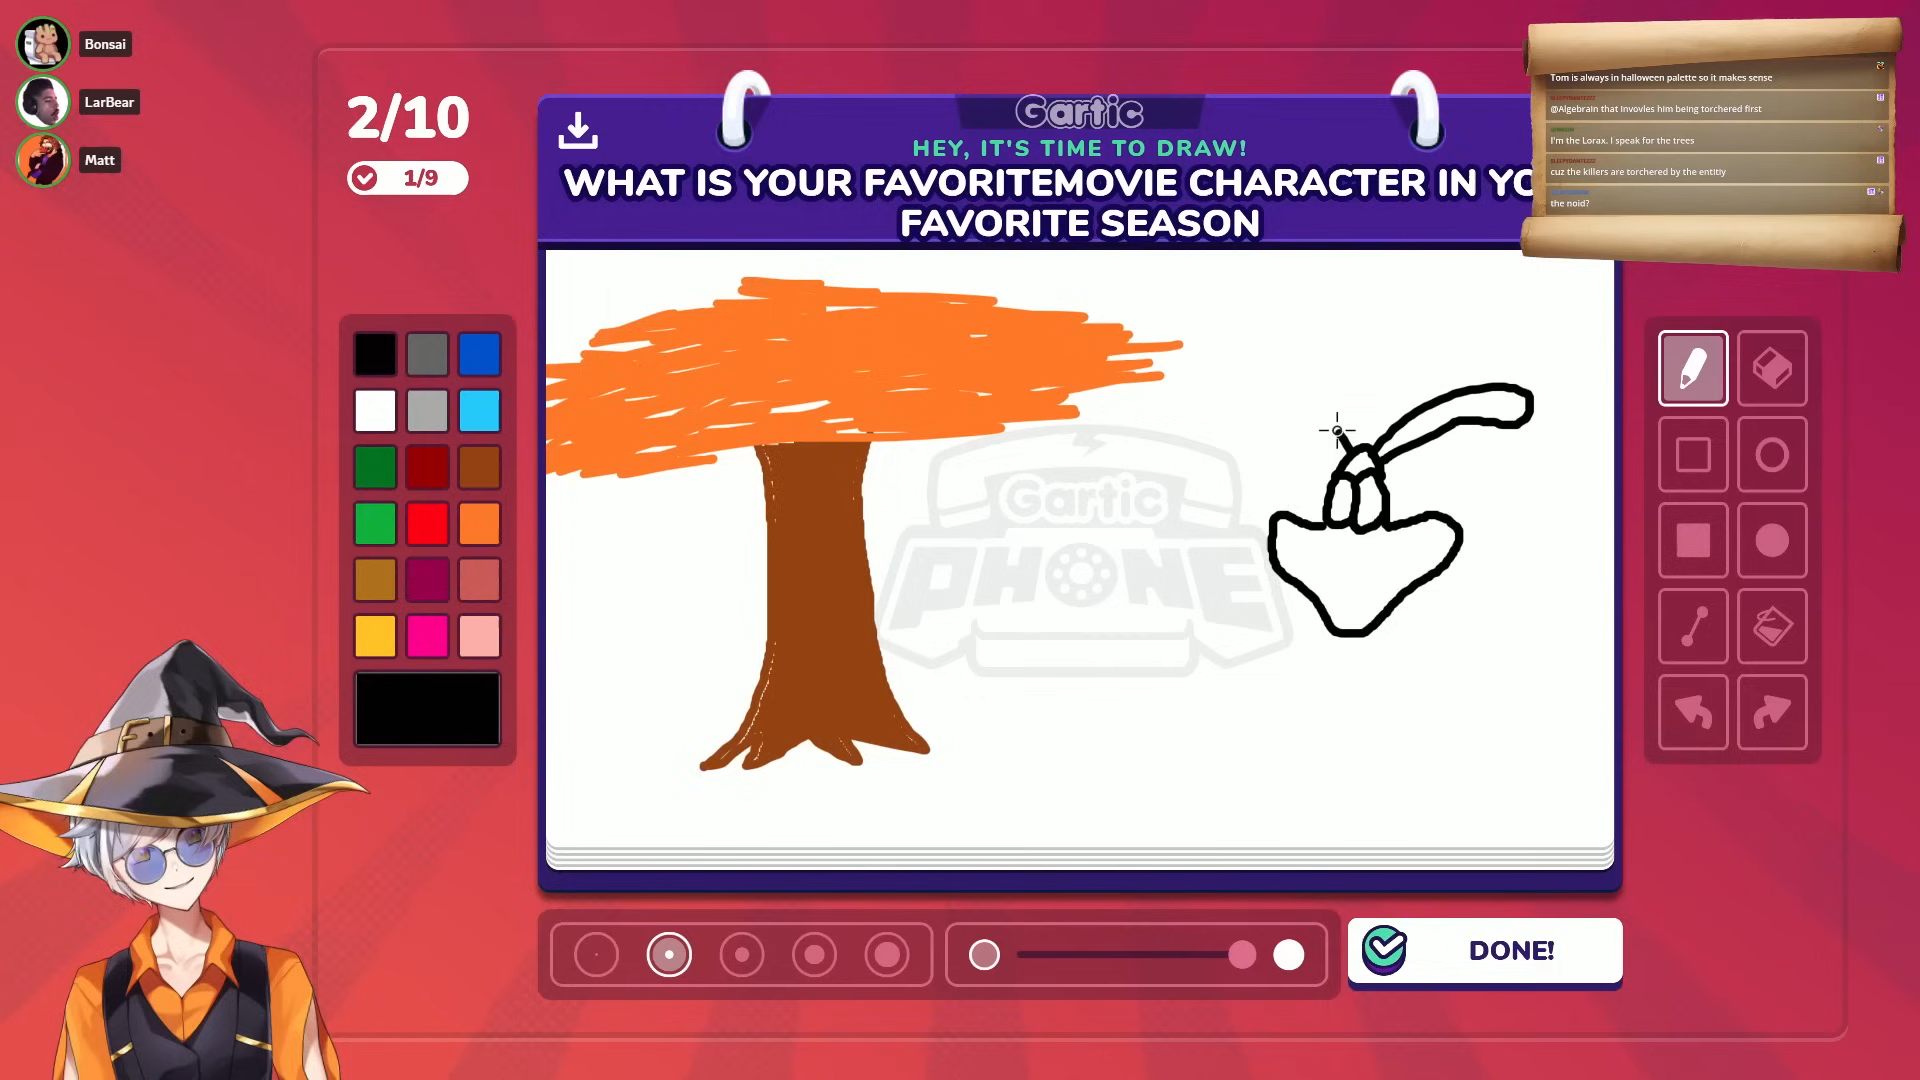 Bonsai
LarBear
Matt
2/10
1/9
Gartic
HEY, IT'S TIME TO DRAW!
WHAT IS YOUR FAVORITEMOVIE CHARACTER IN YO
FAVORITE SEASON
Tom is always in halloween palette so it makes sense
@Algebrain that invovles him being torchered first
I'm the Lorax. I speak for the trees
cuz the killers are torchered by the entitiy
the noid?
Gartic
PHONE
DONE!